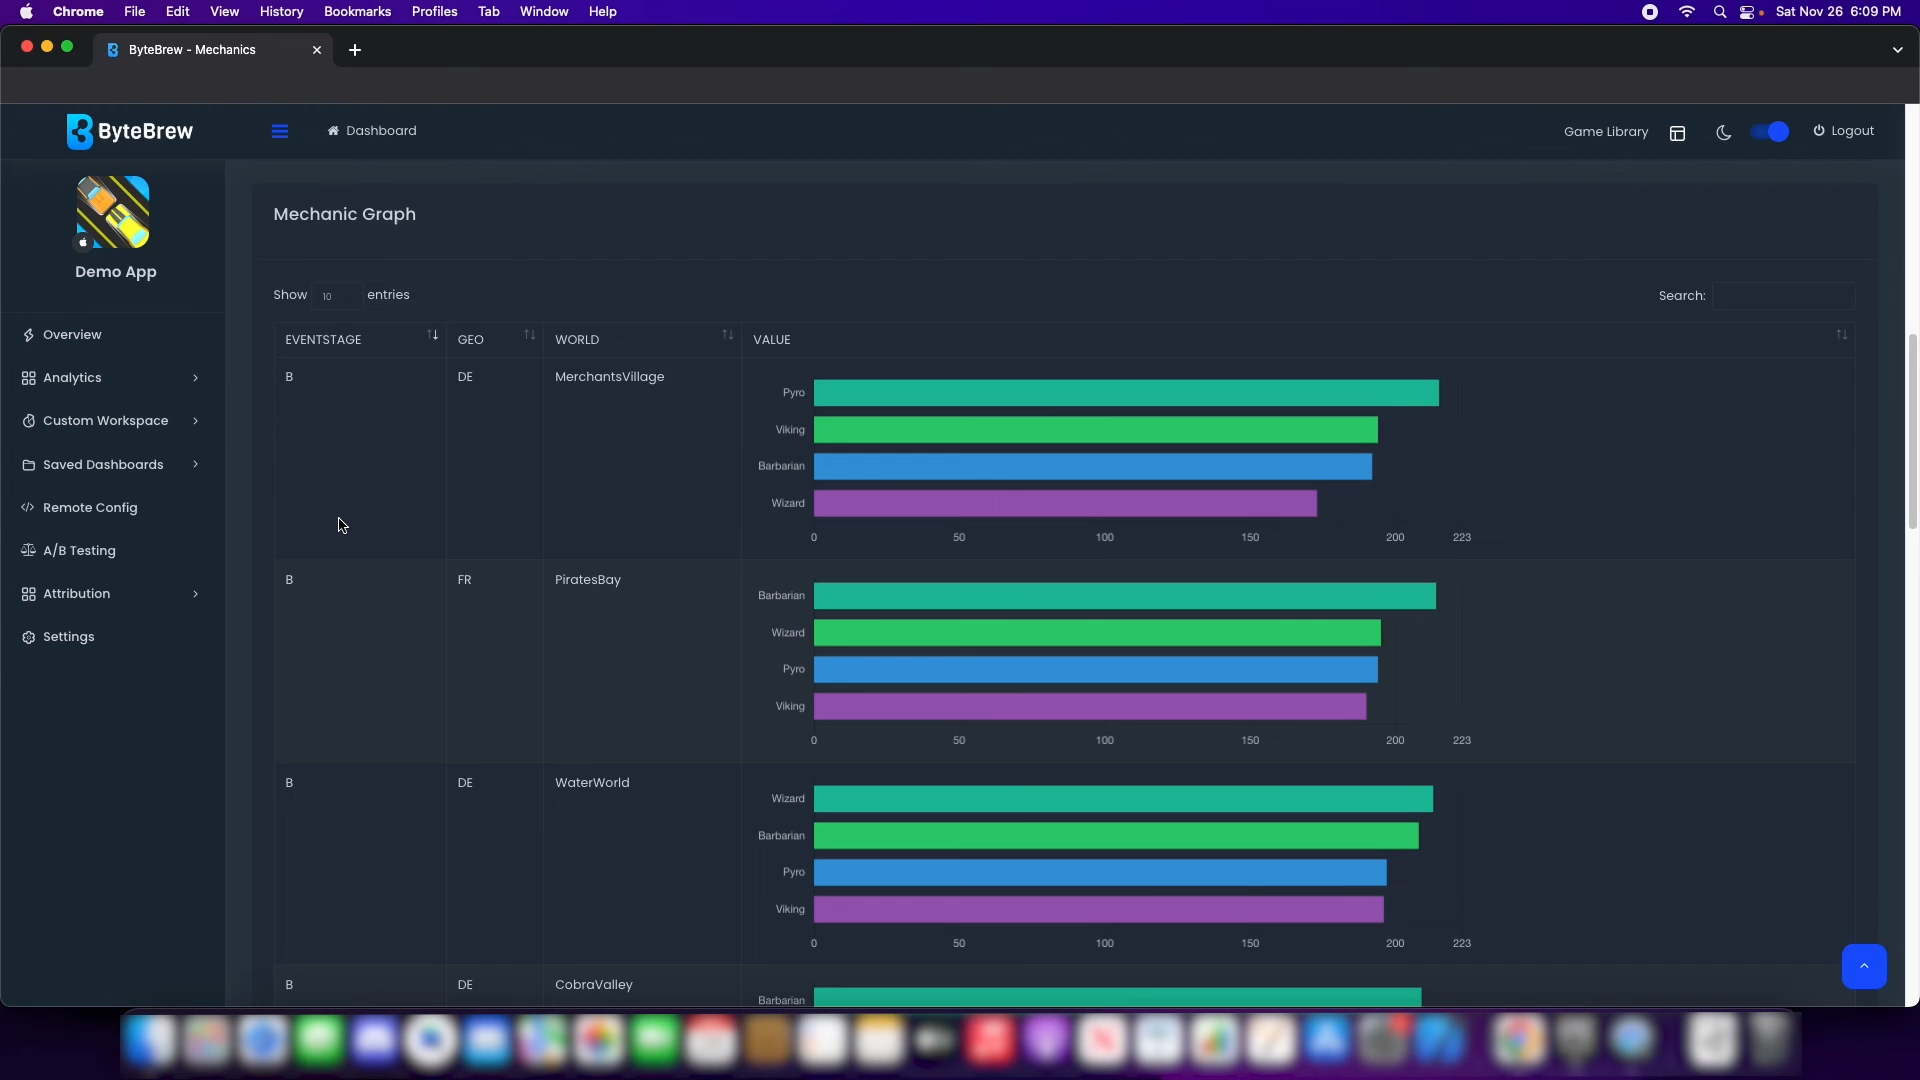 Chrome File Edit View History Bookmarks Profiles Tab Window Help Sat Nov 26 6:09 PM
ByteBrew - Mechanics
ByteBrew Dashboard Game Library Logout
Demo App
Overview
Analytics
Custom Workspace
Saved Dashboards
Remote Config
A/B Testing
Attribution
Settings
Mechanic Graph
Show 10 entries Search:
EVENTSTAGE GEO WORLD VALUE
B DE MerchantsVillage
Pyro
Viking
Barbarian
Wizard
0 50 100 150 200 223
B FR PiratesBay
Barbarian
Wizard
Pyro
Viking
0 50 100 150 200 223
B DE WaterWorld
Wizard
Barbarian
Pyro
Viking
0 50 100 150 200 223
B DE CobraValley
Barbarian